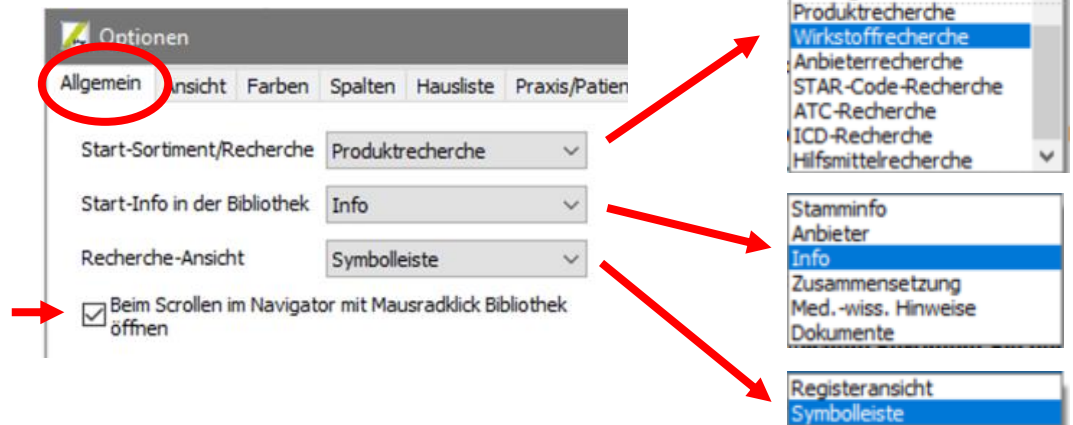 Optionen
Allgemein Ansicht Farben Spalten Hausliste Praxis/Patien
Start-Sortiment/Recherche Produktrecherche
Start-Info in der Bibliothek Info
Recherche-Ansicht Symbolleiste
Beim Scrollen im Navigator mit Mausradklick Bibliothek
öffnen
Produktrecherche
Wirkstoffrecherche
Anbieterrecherche
STAR-Code-Recherche
ATC-Recherche
ICD-Recherche
Hilfsmittelrecherche
Stamminfo
Anbieter
Info
Zusammensetzung
Med.-wiss. Hinweise
Dokumente
Registeransicht
Symbolleiste